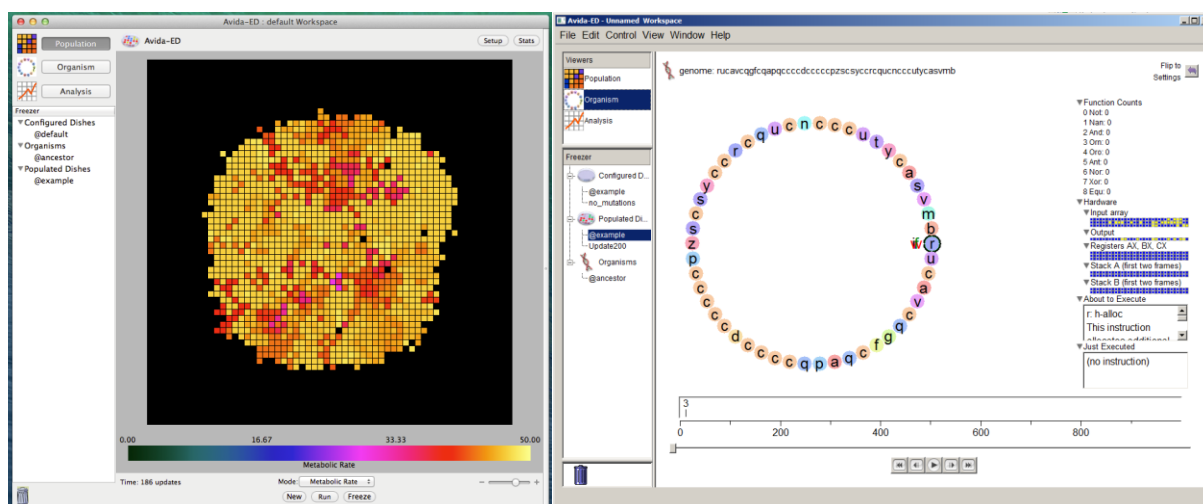 Avida-ED : default Workspace
Population
Organism
Analysis
Freezer
Configured Dishes
@default
Organisms
@ancestor
Populated Dishes
@example
Avida-ED
Setup
Stats
0.00
16.67
33.33
50.00
Metabolic Rate
Time: 186 updates
Mode:
Metabolic Rate
New
Run
Freeze
Avida-ED - Unnamed Workspace
File Edit Control View Window Help
Viewers
Population
Organism
Analysis
Freezer
Configured D...
@example
no_mutations
Populated Di...
@example
Update200
Organisms
@ancestor
genome: rucavcqgfcqapqccccdcccccpzscsyccrcqucncccutycasvmb
Flip to
Settings
r u c a v c q g f c q a p q c c c c d c c c c c p z s c s y c c r c q u c n c c c u t y c a s v m b
Function Counts
0 Not: 0
1 Nan: 0
2 And: 0
3 Orn: 0
4 Oro: 0
5 Ant: 0
6 Nor: 0
7 Xor: 0
8 Equ: 0
Hardware
Input array
Output
Registers AX, BX, CX
Stack A (first two frames)
Stack B (first two frames)
About to Execute
r: h-alloc
This instruction
Just Executed
(no instruction)
3
0
200
400
600
800